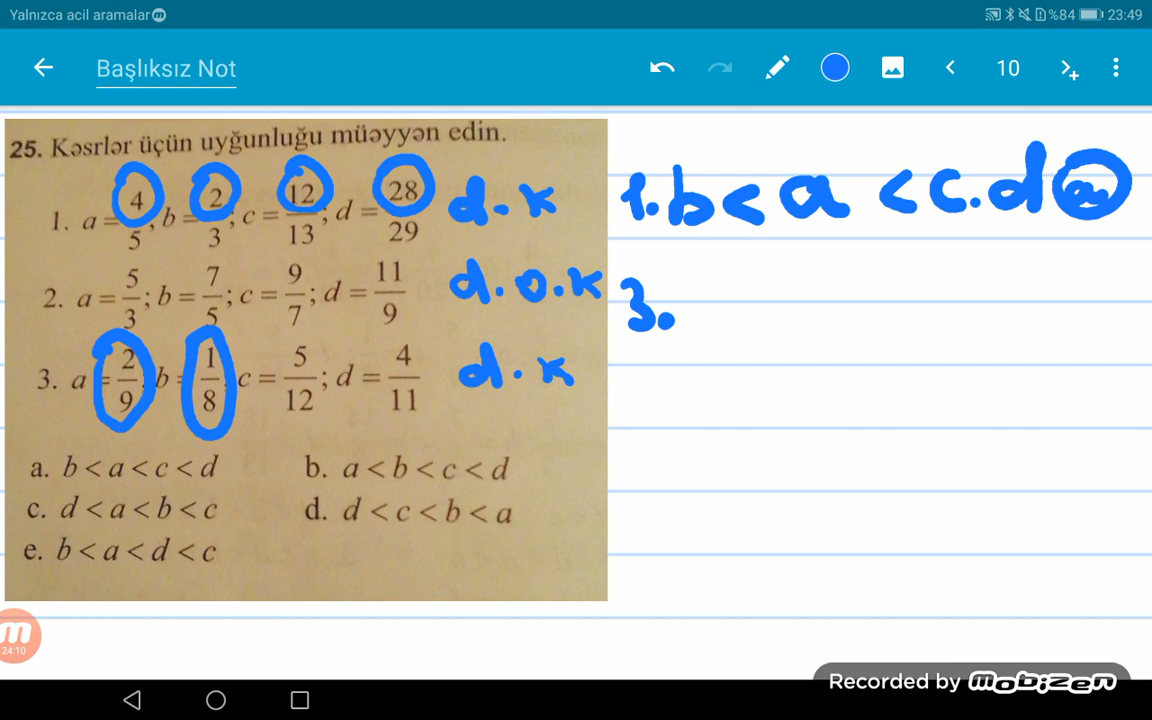 Yalnızca acil aramalar %84 23:49
Başlıksız Not 10
25. Kəsrlər üçün uyğunluğu müəyyən edin.
1. a = 4/5; b = 2/3; c = 12/13; d = 28/29 d.k 1. b < a < c.d a.
2. a = 5/3; b = 7/5; c = 9/7; d = 11/9 d.o.k 3.
3. a = 2/9; b = 1/8; c = 5/12; d = 4/11 d.k
a. b < a < c < d b. a < b < c < d
c. d < a < b < c d. d < c < b < a
e. b < a < d < c
24:10
Recorded by mobizen